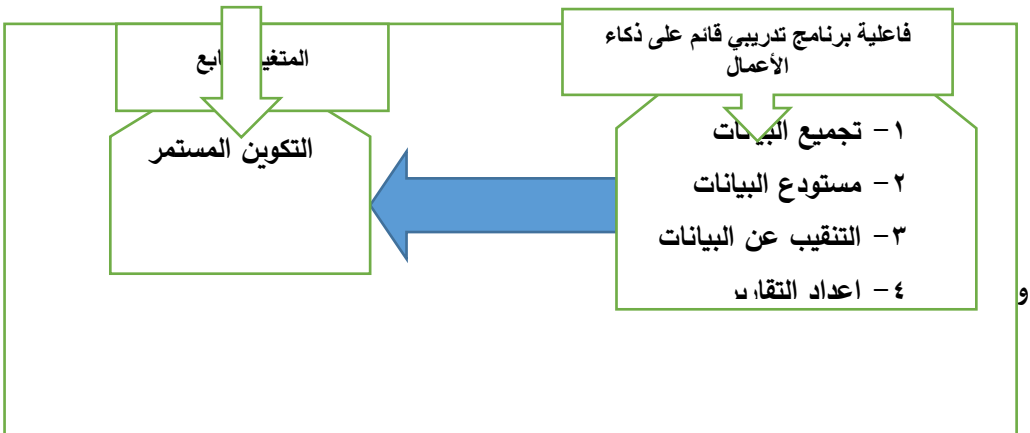 فاعلية برنامج تدريبي قائم على ذكاء
الأعمال
١- تجميع البيانات
٢- مستودع البيانات
٣- التنقيب عن البيانات
٤- اعداد التقارير
المتغير
التكوين المستمر
و